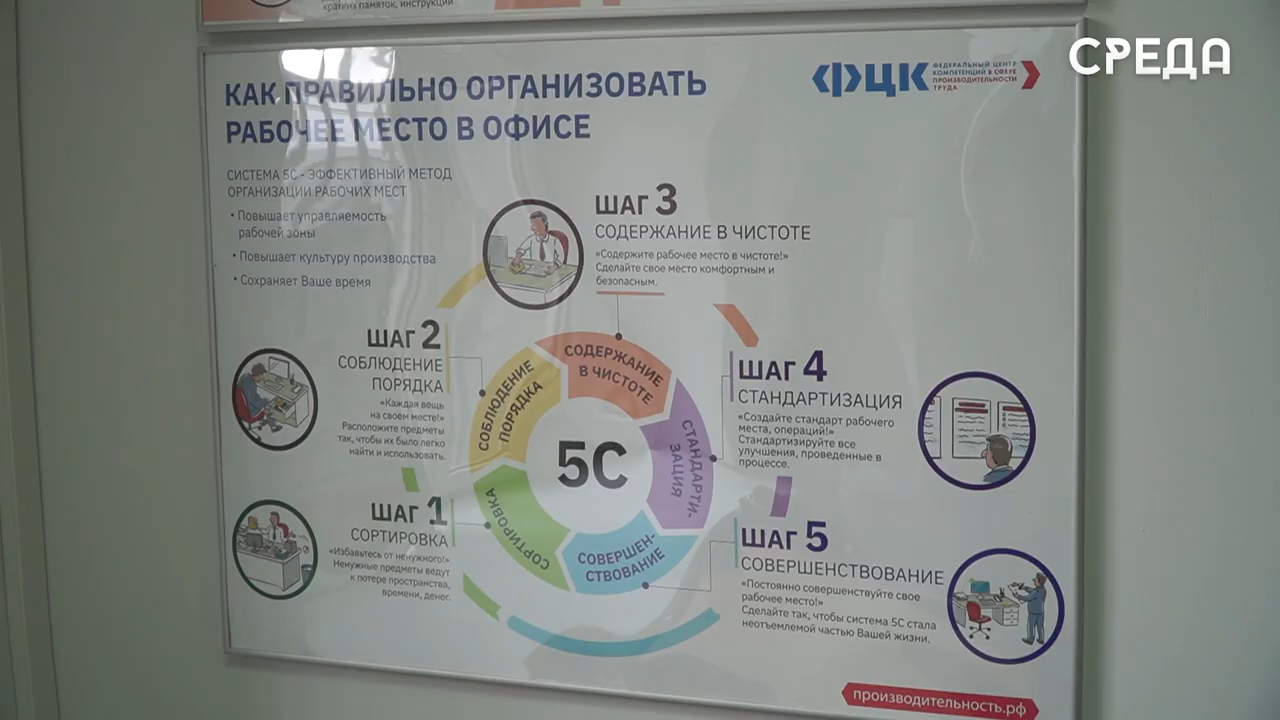 кратких памяток, инструкций
СРЕДА
КАК ПРАВИЛЬНО ОРГАНИЗОВАТЬ
РАБОЧЕЕ МЕСТО В ОФИСЕ
ФЦК
ФЕДЕРАЛЬНЫЙ ЦЕНТР
КОМПЕТЕНЦИЙ В СФЕРЕ
ПРОИЗВОДИТЕЛЬНОСТИ
ТРУДА
СИСТЕМА 5С - ЭФФЕКТИВНЫЙ МЕТОД
ОРГАНИЗАЦИИ РАБОЧИХ МЕСТ
• Повышает управляемость
рабочей зоны
• Повышает культуру производства
• Сохраняет Ваше время
ШАГ 3
СОДЕРЖАНИЕ В ЧИСТОТЕ
«Содержите рабочее место в чистоте!»
Сделайте свое место комфортным и
безопасным.
ШАГ 2
СОБЛЮДЕНИЕ
ПОРЯДКА
«Каждая вещь
на своем месте!»
Расположите предметы
так, чтобы их было легко
найти и использовать.
ШАГ 4
СТАНДАРТИЗАЦИЯ
«Создайте стандарт рабочего
места, операций!»
Стандартизируйте все
улучшения, проведенные в
процессе.
СОДЕРЖАНИЕ
В ЧИСТОТЕ
СОБЛЮДЕНИЕ
ПОРЯДКА
5С
СТАНДАРТИ-
ЗАЦИЯ
СОРТИРОВКА
СОВЕРШЕН-
СТВОВАНИЕ
ШАГ 1
СОРТИРОВКА
«Избавьтесь от ненужного!»
Ненужные предметы ведут
к потере пространства,
времени, денег.
ШАГ 5
СОВЕРШЕНСТВОВАНИЕ
«Постоянно совершенствуйте свое
рабочее место!»
Сделайте так, чтобы система 5С стала
неотъемлемой частью Вашей жизни.
производительность.рф